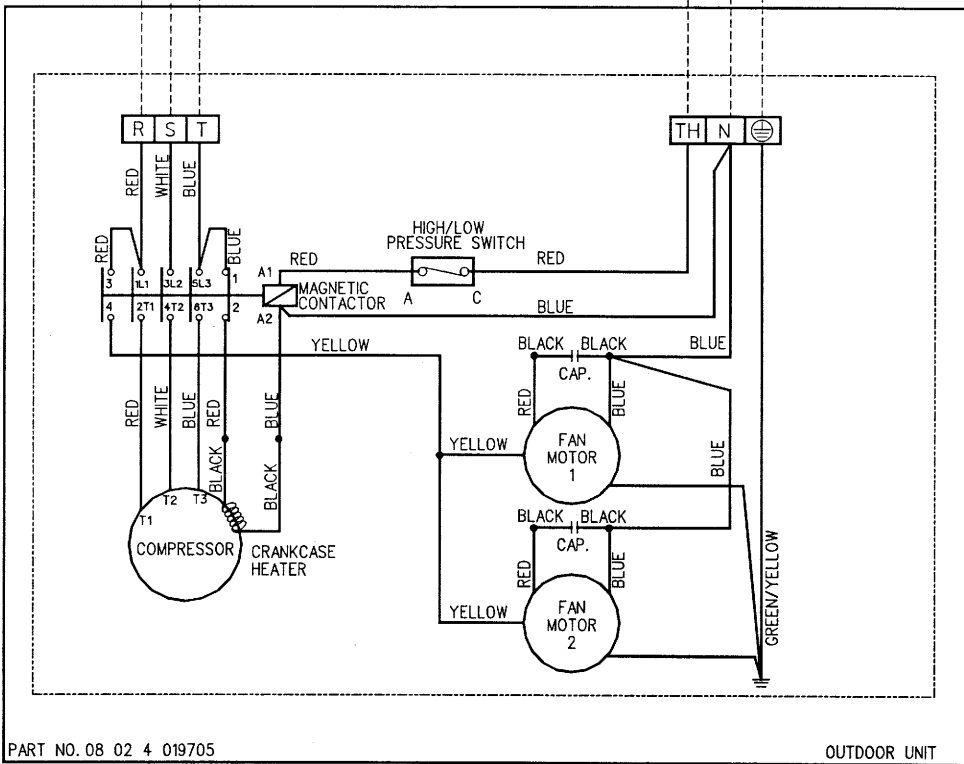 R S T
TH N
RED
WHITE
BLUE
RED
BLUE
HIGH/LOW
PRESSURE SWITCH
RED
RED
A C
3 1L1 3L2 5L3 1
A1
MAGNETIC
CONTACTOR
4 2T1 4T2 6T3 2
A2
BLUE
YELLOW
BLACK BLACK
BLUE
CAP.
RED
WHITE
BLUE
RED
BLUE
RED
BLUE
YELLOW
FAN
MOTOR
1
BLUE
BLACK
BLACK
T1 T2 T3
COMPRESSOR
CRANKCASE
HEATER
BLACK BLACK
CAP.
RED
BLUE
YELLOW
FAN
MOTOR
2
GREEN/YELLOW
PART NO. 08 02 4 019705
OUTDOOR UNIT